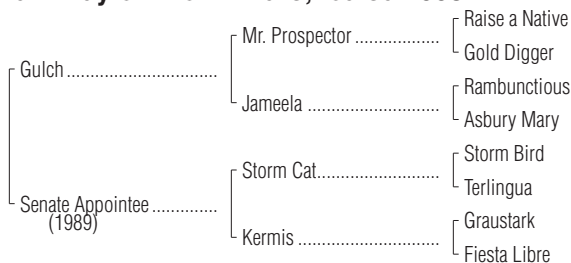 Raise a Native
Mr. Prospector ...................
Gold Digger
Gulch .................................
Rambunctious
Jameela .............................
Asbury Mary
Storm Bird
Storm Cat...........................
Terlingua
Senate Appointee ..............
(1989)
Graustark
Kermis ..............................
Fiesta Libre